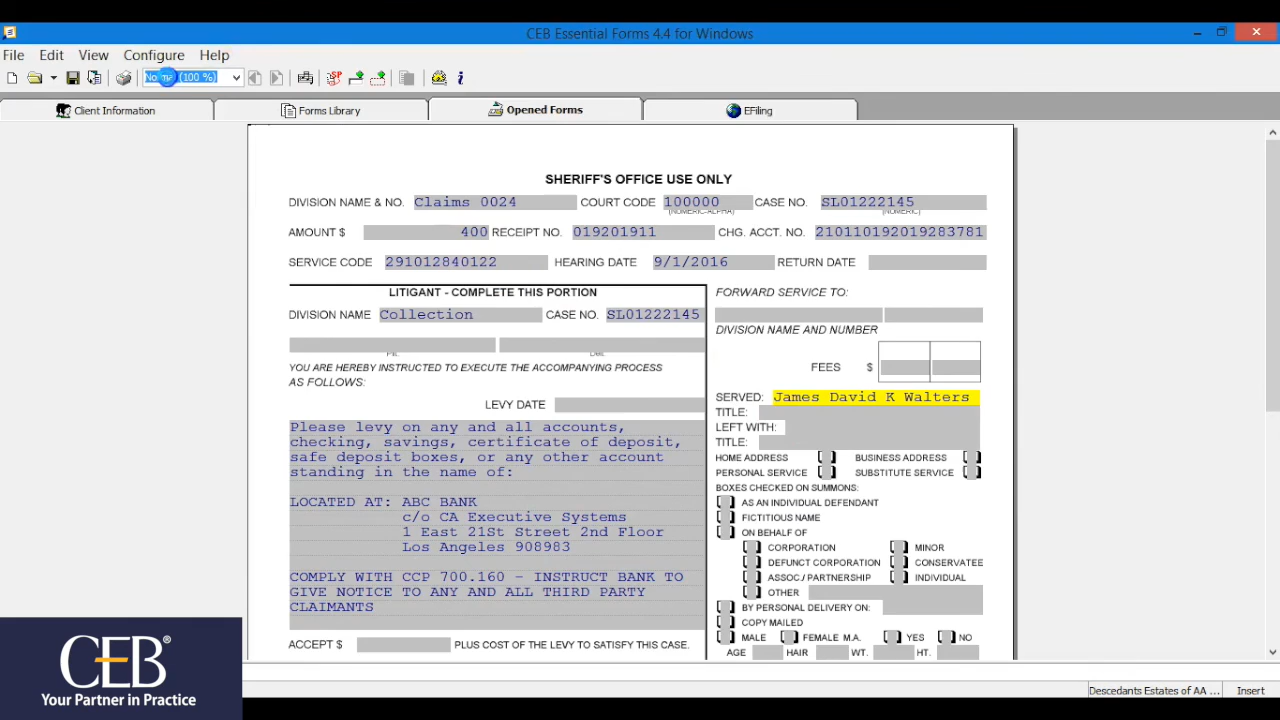 CEB Essential Forms 4.4 for Windows
File Edit View Configure Help
(100 %)
Client Information Forms Library Opened Forms EFiling
SHERIFF'S OFFICE USE ONLY
DIVISION NAME & NO. Claims 0024 COURT CODE 100000 CASE NO. SL01222145
(NUMERIC-ALPHA) (NUMERIC)
AMOUNT $ 400 RECEIPT NO. 019201911 CHG. ACCT. NO. 210110192019283781
SERVICE CODE 291012840122 HEARING DATE 9/1/2016 RETURN DATE
LITIGANT - COMPLETE THIS PORTION
DIVISION NAME Collection CASE NO. SL01222145
YOU ARE HEREBY INSTRUCTED TO EXECUTE THE ACCOMPANYING PROCESS
AS FOLLOWS:
LEVY DATE
Please levy on any and all accounts,
checking, savings, certificate of deposit,
safe deposit boxes, or any other account
standing in the name of:
LOCATED AT: ABC BANK
c/o CA Executive Systems
1 East 21St Street 2nd Floor
Los Angeles 908983
COMPLY WITH CCP 700.160 - INSTRUCT BANK TO
GIVE NOTICE TO ANY AND ALL THIRD PARTY
CLAIMANTS
ACCEPT $ PLUS COST OF THE LEVY TO SATISFY THIS CASE.
FORWARD SERVICE TO:
DIVISION NAME AND NUMBER
FEES $
SERVED: James David K Walters
TITLE:
LEFT WITH:
TITLE:
HOME ADDRESS BUSINESS ADDRESS
PERSONAL SERVICE SUBSTITUTE SERVICE
BOXES CHECKED ON SUMMONS:
AS AN INDIVIDUAL DEFENDANT
FICTITIOUS NAME
ON BEHALF OF
CORPORATION MINOR
DEFUNCT CORPORATION CONSERVATEE
ASSOC./ PARTNERSHIP INDIVIDUAL
OTHER
BY PERSONAL DELIVERY ON:
COPY MAILED
MALE FEMALE M.A. YES NO
AGE HAIR WT. HT.
CEB®
Your Partner in Practice
Descedants Estates of AA ... Insert